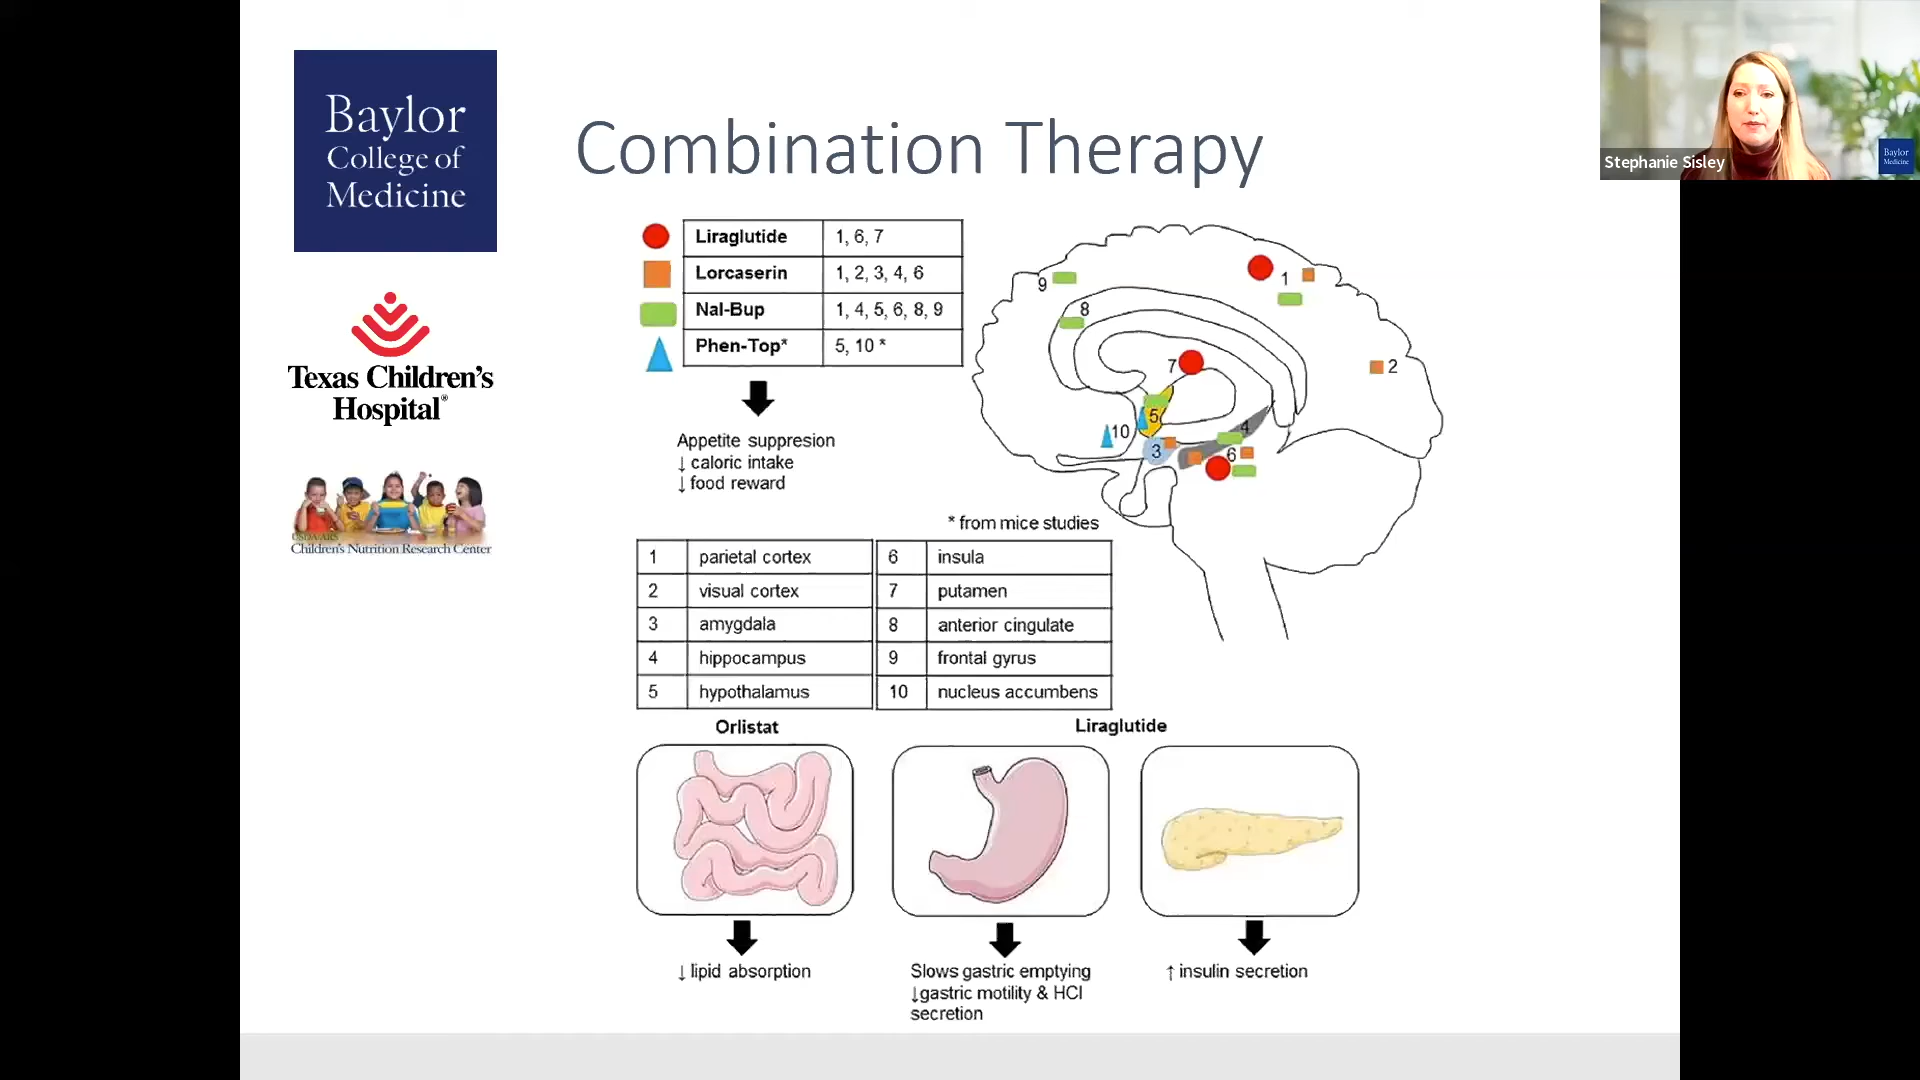 Baylor
College of
Medicine
Texas Children's
Hospital®
USDA/ARS
Children's Nutrition Research Center
Combination Therapy
Stephanie Sisley
Baylor
Medicine
Liraglutide 1, 6, 7
Lorcaserin 1, 2, 3, 4, 6
Nal-Bup 1, 4, 5, 6, 8, 9
Phen-Top* 5, 10 *
Appetite suppresion
↓ caloric intake
↓ food reward
9
8
1
2
7
5
10
4
3
6
* from mice studies
1 parietal cortex 6 insula
2 visual cortex 7 putamen
3 amygdala 8 anterior cingulate
4 hippocampus 9 frontal gyrus
5 hypothalamus 10 nucleus accumbens
Orlistat
Liraglutide
↓ lipid absorption
Slows gastric emptying
↓gastric motility & HCl
secretion
↑ insulin secretion